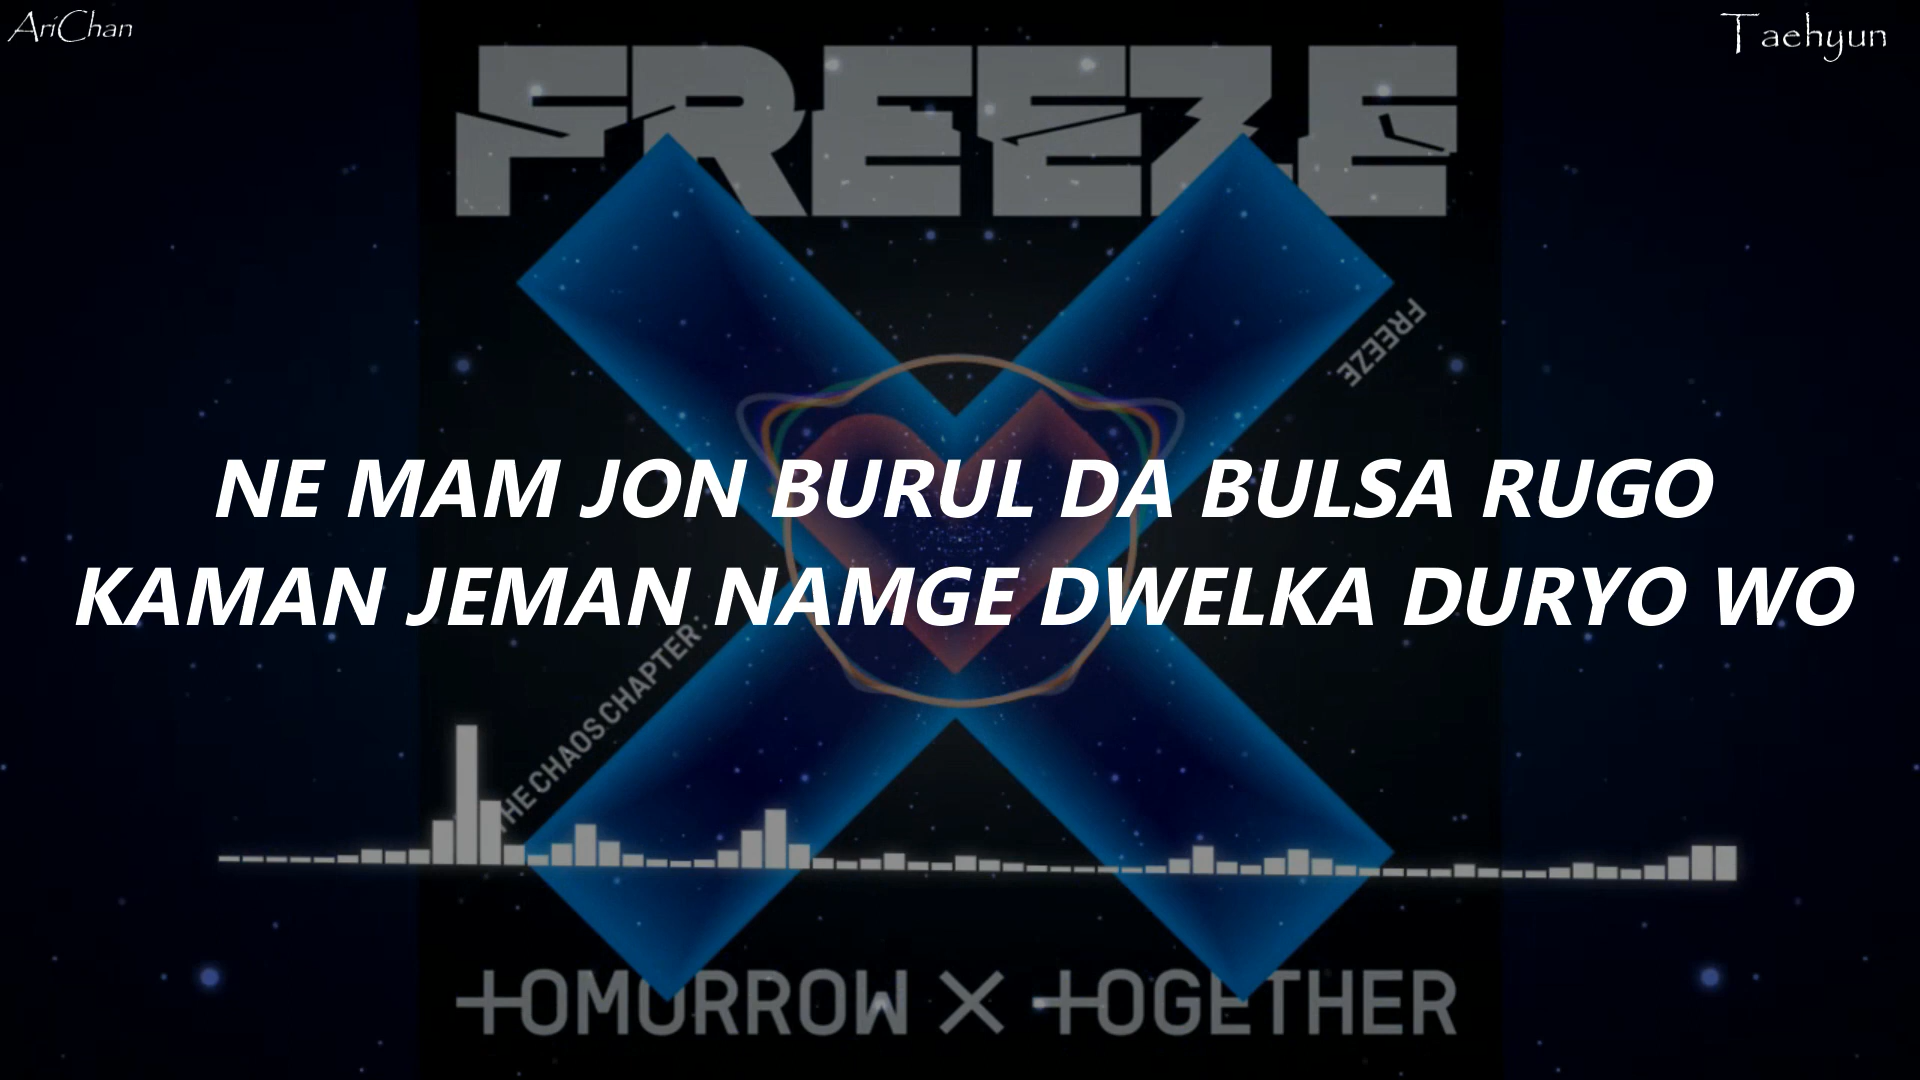 AriChan
Taehyun
FREEZE
FREEZE
NE MAM JON BURUL DA BULSA RUGO
KAMAN JEMAN NAMGE DWELKA DURYO WO
THE CHAOS CHAPTER:
TOMORROW X TOGETHER